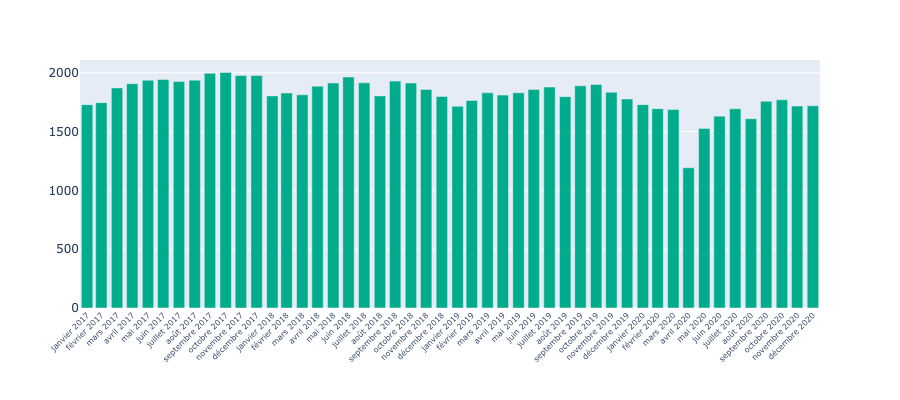 2000
1500
1000
500
0
janvier 2017
février 2017
mars 2017
avril 2017
mai 2017
juin 2017
juillet 2017
août 2017
septembre 2017
octobre 2017
novembre 2017
décembre 2017
janvier 2018
février 2018
mars 2018
avril 2018
mai 2018
juin 2018
juillet 2018
août 2018
septembre 2018
octobre 2018
novembre 2018
décembre 2018
janvier 2019
février 2019
mars 2019
avril 2019
mai 2019
juin 2019
juillet 2019
août 2019
septembre 2019
octobre 2019
novembre 2019
décembre 2019
janvier 2020
février 2020
mars 2020
avril 2020
mai 2020
juin 2020
juillet 2020
août 2020
septembre 2020
octobre 2020
novembre 2020
décembre 2020